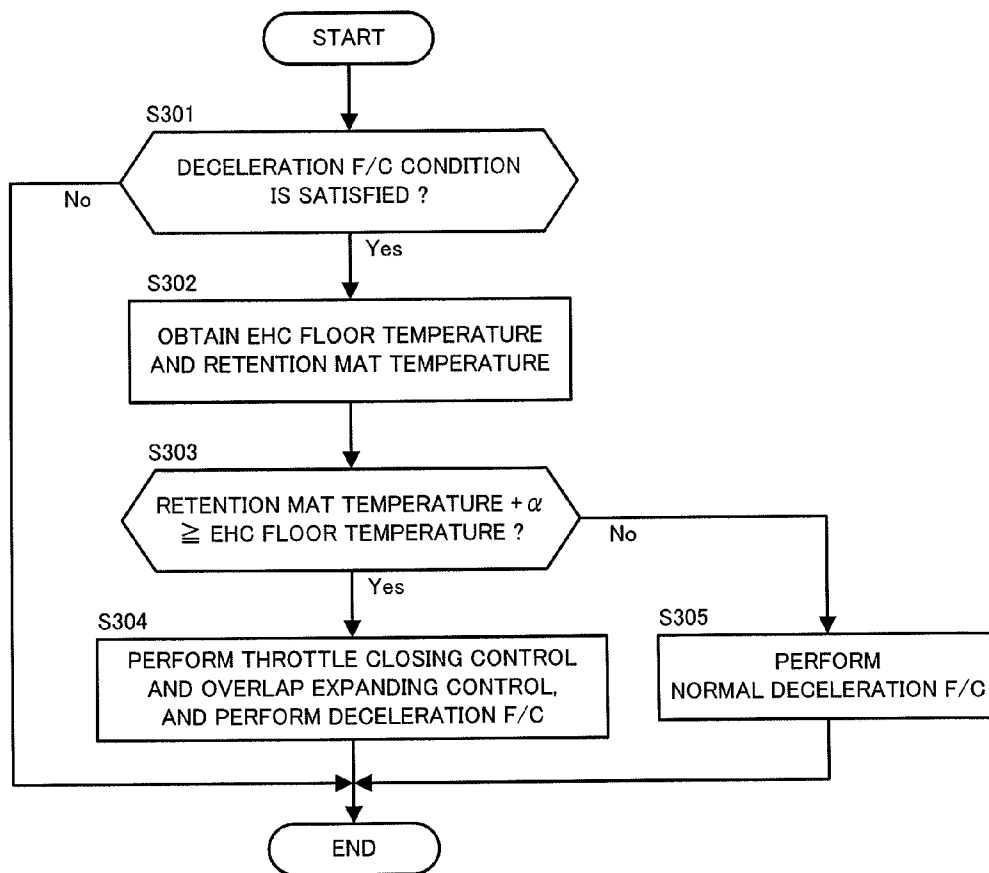 START
S301
DECELERATION F/C CONDITION
IS SATISFIED ?
No
Yes
S302
OBTAIN EHC FLOOR TEMPERATURE
AND RETENTION MAT TEMPERATURE
S303
RETENTION MAT TEMPERATURE + α
≧ EHC FLOOR TEMPERATURE ?
No
Yes
S304
PERFORM THROTTLE CLOSING CONTROL
AND OVERLAP EXPANDING CONTROL,
AND PERFORM DECELERATION F/C
S305
PERFORM
NORMAL DECELERATION F/C
END